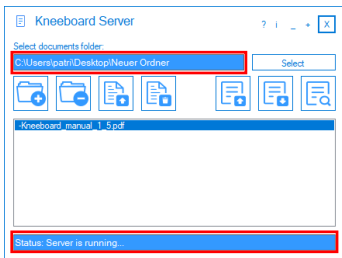 Kneeboard Server
? i _ + X
Select documents folder:
C:\Users\patri\Desktop\Neuer Ordner
Select
-Kneeboard_manual_1_5.pdf
Status: Server is running...